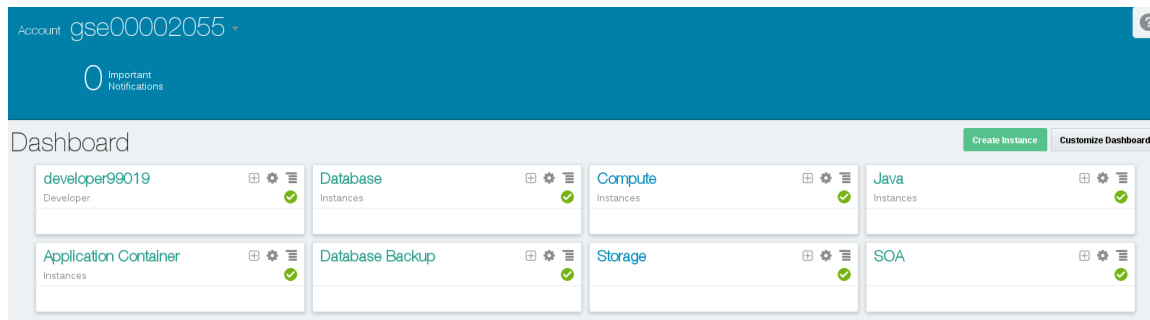 Account gse00002055
?
0 Important
Notifications
Dashboard
Create Instance Customize Dashboard
developer99019
Developer
Database
Instances
Compute
Instances
Java
Instances
Application Container
Instances
Database Backup
Storage
SOA